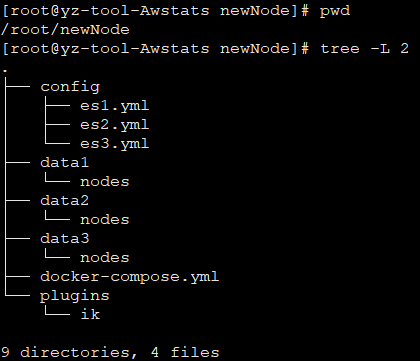 [root@yz-tool-Awstats newNode]# pwd
/root/newNode
[root@yz-tool-Awstats newNode]# tree -L 2
.
├── config
│   ├── es1.yml
│   ├── es2.yml
│   └── es3.yml
├── data1
│   └── nodes
├── data2
│   └── nodes
├── data3
│   └── nodes
├── docker-compose.yml
└── plugins
    └── ik

9 directories, 4 files